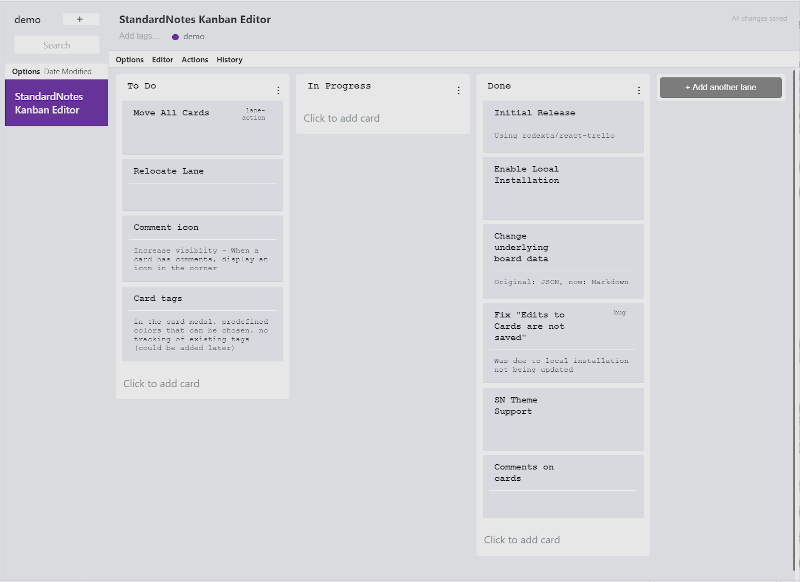 demo
+
Search
Options Date Modified
StandardNotes
Kanban Editor
StandardNotes Kanban Editor
All changes saved
Add tags...
demo
Options Editor Actions History
To Do
Move All Cards
lane-
action
Relocate Lane
Comment icon
Increase visiblity - When a
card has comments, display an
icon in the corner
Card tags
in the card modal. predefined
colors that can be chosen. no
tracking of existing tags
(could be added later)
Click to add card
In Progress
Click to add card
Done
Initial Release
Using rodexta/react-trello
Enable Local
Installation
Change
underlying
board data
Original: JSON, now: Markdown
Fix "Edits to
Cards are not
saved"
bug
Was due to local installation
not being updated
SN Theme
Support
Comments on
cards
Click to add card
+ Add another lane